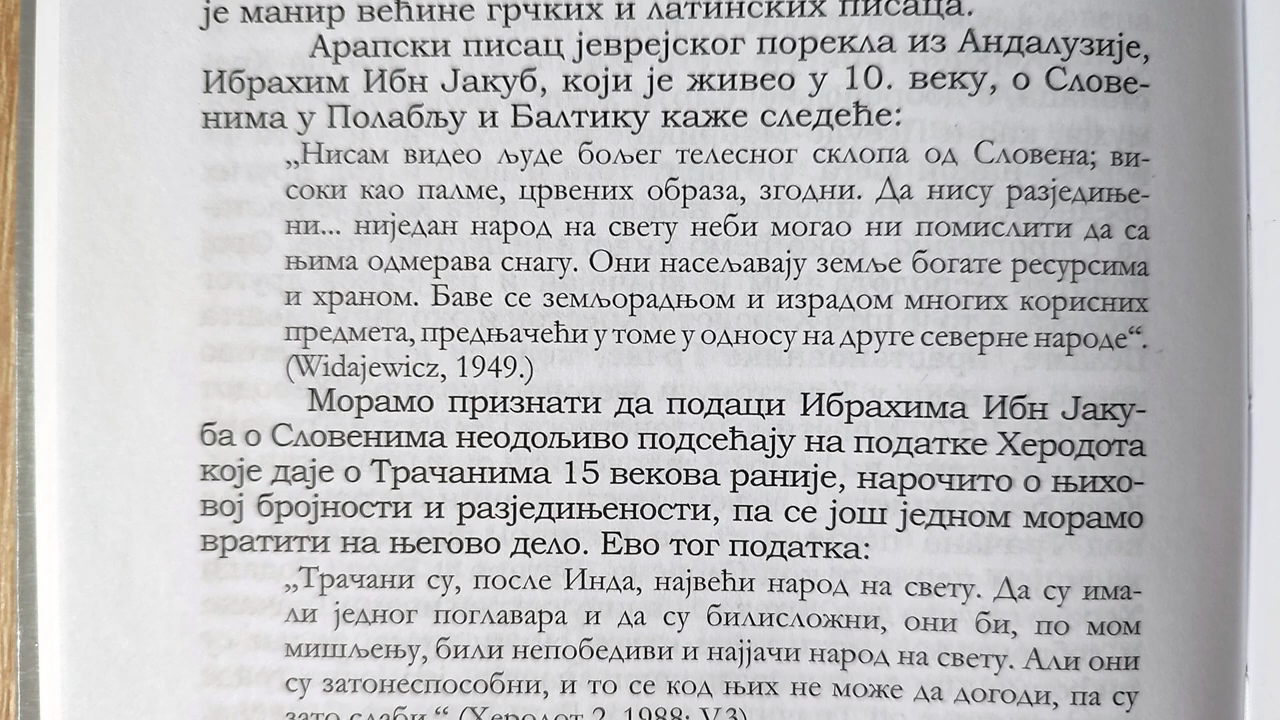 је манир већине грчких и латинских писаца.
Арапски писац јеврејског порекла из Андалузије,
Ибрахим Ибн Јакуб, који је живео у 10. веку, о Слове-
нима у Полабљу и Балтику каже следеће:
„Нисам видео људе бољег телесног склопа од Словена; ви-
соки као палме, црвених образа, згодни. Да нису разједиње-
ни... ниједан народ на свету неби могао ни помислити да са
њима одмерава снагу. Они насељавају земље богате ресурсима
и храном. Баве се земљорадњом и израдом многих корисних
предмета, предњачећи у томе у односу на друге северне народе“.
(Widajewicz, 1949.)
Морамо признати да подаци Ибрахима Ибн Јаку-
ба о Словенима неодољиво подсећају на податке Херодота
које даје о Трачанима 15 векова раније, нарочито о њихо-
вој бројности и разједињености, па се још једном морамо
вратити на његово дело. Ево тог податка:
„Трачани су, после Инда, највећи народ на свету. Да су има-
ли једног поглавара и да су билисложни, они би, по мом
мишљењу, били непобедиви и најјачи народ на свету. Али они
су затонеспособни, и то се код њих не може да догоди, па су
зато слаби.“ (Херодот 2, 1988: V,3)